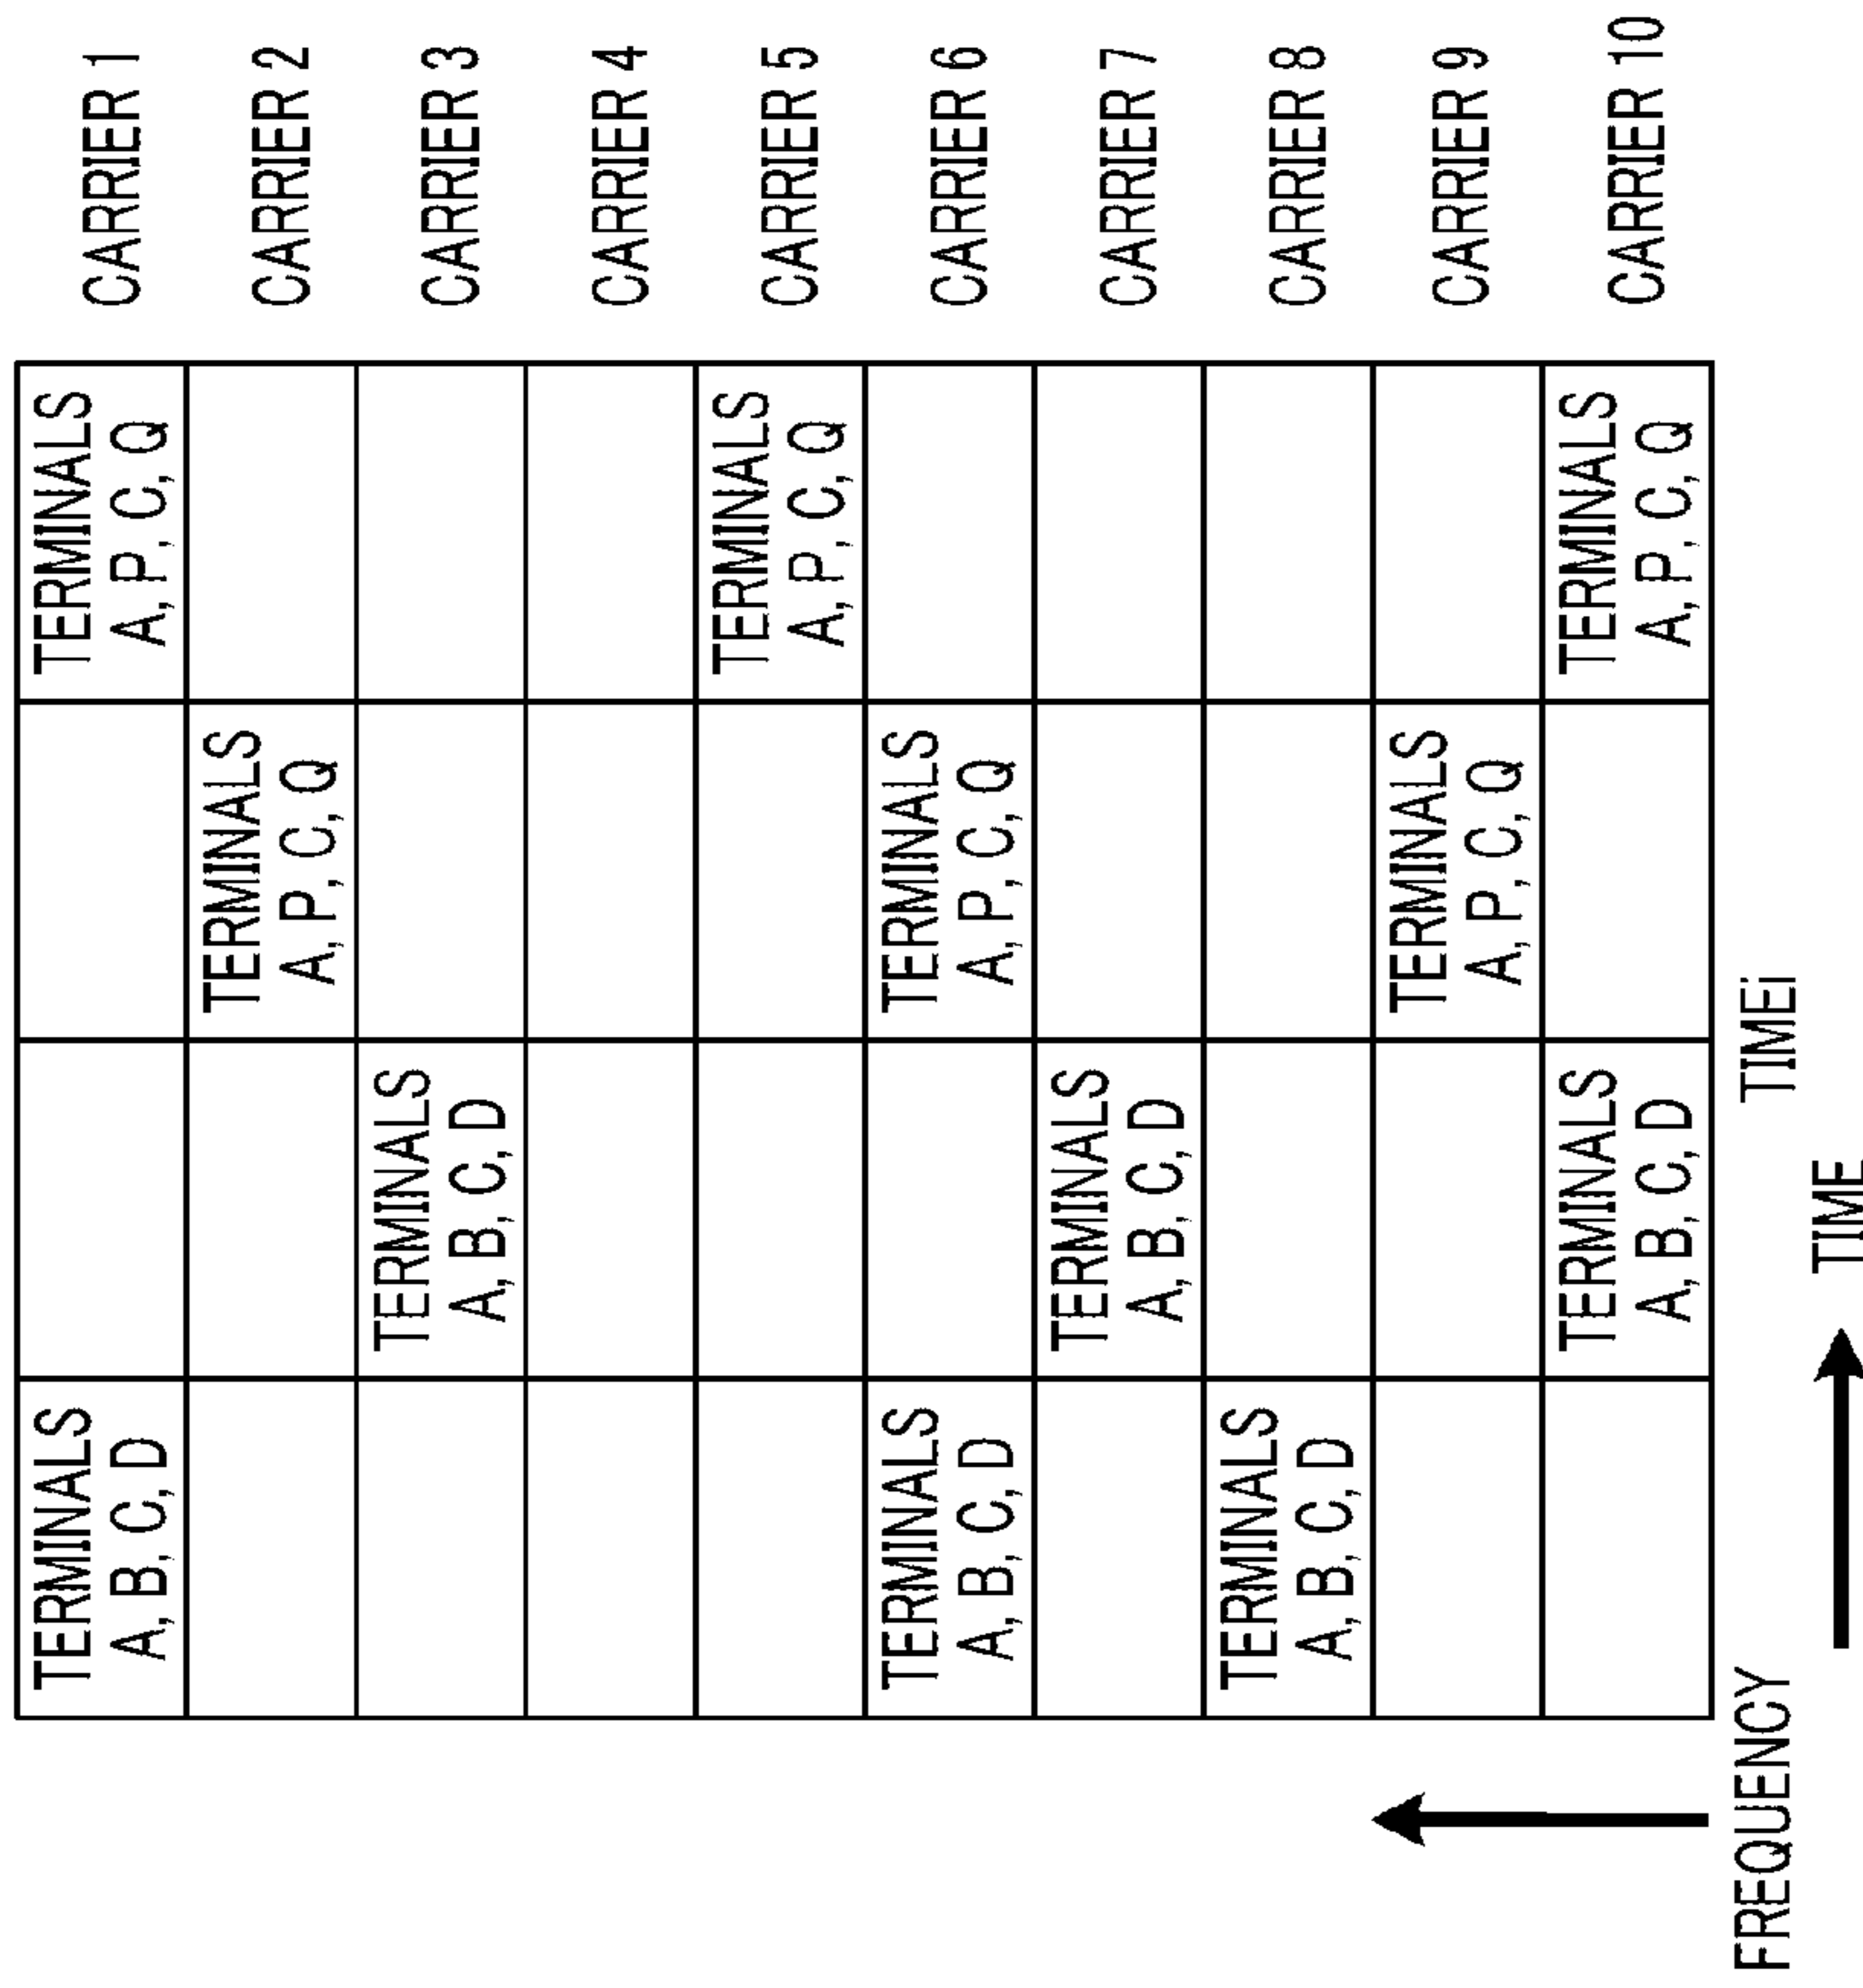 TERMINALS
A, B, C, D
TERMINALS
A, P, C, Q
CARRIER 1
TERMINALS
A, P, C, Q
CARRIER 2
TERMINALS
A, B, C, D
CARRIER 3
CARRIER 4
TERMINALS
A, P, C, Q
CARRIER 5
TERMINALS
A, B, C, D
TERMINALS
A, P, C, Q
CARRIER 6
TERMINALS
A, B, C, D
CARRIER 7
TERMINALS
A, B, C, D
CARRIER 8
TERMINALS
A, P, C, Q
CARRIER 9
TERMINALS
A, B, C, D
TERMINALS
A, P, C, Q
CARRIER 10
FREQUENCY
TIMEi
TIME